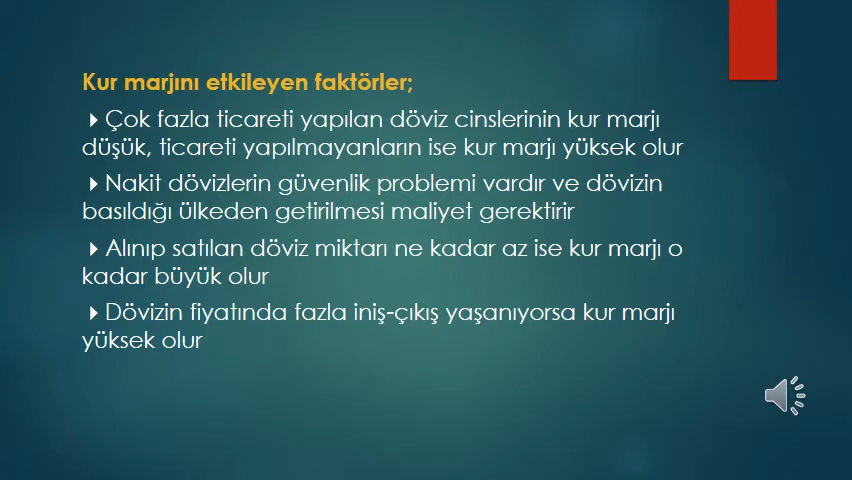 Kur marjını etkileyen faktörler;
Çok fazla ticareti yapılan döviz cinslerinin kur marjı
düşük, ticareti yapılmayanların ise kur marjı yüksek olur
Nakit dövizlerin güvenlik problemi vardır ve dövizin
basıldığı ülkeden getirilmesi maliyet gerektirir
Alınıp satılan döviz miktarı ne kadar az ise kur marjı o
kadar büyük olur
Dövizin fiyatında fazla iniş-çıkış yaşanıyorsa kur marjı
yüksek olur